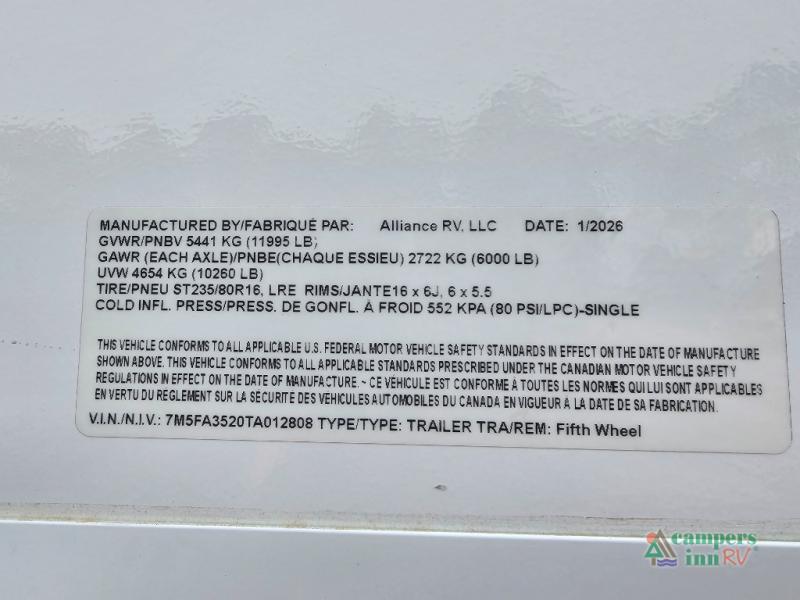 MANUFACTURED BY/FABRIQUÉ PAR: Alliance RV, LLC DATE: 1/2026
GVWR/PNBV 5441 KG (11995 LB)
GAWR (EACH AXLE)/PNBE(CHAQUE ESSIEU) 2722 KG (6000 LB)
UVW 4654 KG (10260 LB)
TIRE/PNEU ST235/80R16, LRE RIMS/JANTE16 x 6J, 6 x 5.5
COLD INFL. PRESS/PRESS. DE GONFL. À FROID 552 KPA (80 PSI/LPC)-SINGLE
THIS VEHICLE CONFORMS TO ALL APPLICABLE U.S. FEDERAL MOTOR VEHICLE SAFETY STANDARDS IN EFFECT ON THE DATE OF MANUFACTURE
SHOWN ABOVE. THIS VEHICLE CONFORMS TO ALL APPLICABLE STANDARDS PRESCRIBED UNDER THE CANADIAN MOTOR VEHICLE SAFETY
REGULATIONS IN EFFECT ON THE DATE OF MANUFACTURE. ~ CE VÉHICULE EST CONFORME À TOUTES LES NORMES QUI LUI SONT APPLICABLES
EN VERTU DU RÈGLEMENT SUR LA SÉCURITÉ DES VÉHICULES AUTOMOBILES DU CANADA EN VIGUEUR À LA DATE DE SA FABRICATION.
V.I.N./N.I.V.: 7M5FA3520TA012808 TYPE/TYPE: TRAILER TRA/REM: Fifth Wheel
campers
inn RV